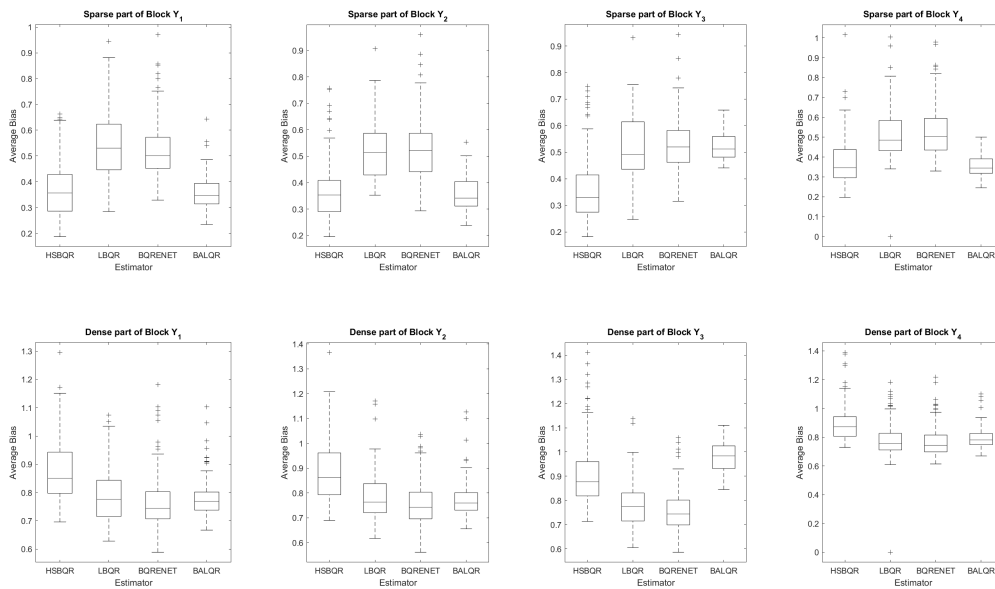 Sparse part of Block Y1
1
0.9
0.8
0.7
0.6
0.5
0.4
0.3
0.2
Average Bias
HSBQR LBQR BQRENET BALQR
Estimator
Sparse part of Block Y2
0.9
0.8
0.7
0.6
0.5
0.4
0.3
0.2
Average Bias
HSBQR LBQR BQRENET BALQR
Estimator
Sparse part of Block Y3
0.9
0.8
0.7
0.6
0.5
0.4
0.3
0.2
Average Bias
HSBQR LBQR BQRENET BALQR
Estimator
Sparse part of Block Y4
1
0.9
0.8
0.7
0.6
0.5
0.4
0.3
0.2
0.1
0
Average Bias
HSBQR LBQR BQRENET BALQR
Estimator
Dense part of Block Y1
1.3
1.2
1.1
1
0.9
0.8
0.7
0.6
Average Bias
HSBQR LBQR BQRENET BALQR
Estimator
Dense part of Block Y2
1.4
1.3
1.2
1.1
1
0.9
0.8
0.7
0.6
Average Bias
HSBQR LBQR BQRENET BALQR
Estimator
Dense part of Block Y3
1.4
1.3
1.2
1.1
1
0.9
0.8
0.7
0.6
Average Bias
HSBQR LBQR BQRENET BALQR
Estimator
Dense part of Block Y4
1.4
1.2
1
0.8
0.6
0.4
0.2
0
Average Bias
HSBQR LBQR BQRENET BALQR
Estimator